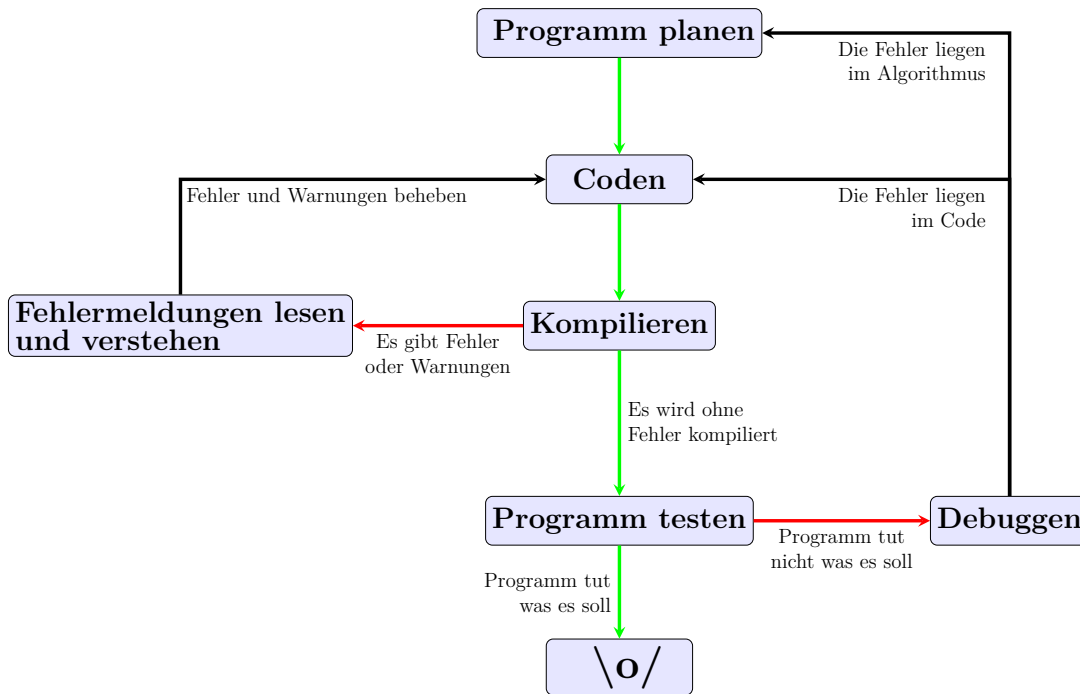 Programm planen
Die Fehler liegen
im Algorithmus
Coden
Fehler und Warnungen beheben
Die Fehler liegen
im Code
Fehlermeldungen lesen
und verstehen
Kompilieren
Es gibt Fehler
oder Warnungen
Es wird ohne
Fehler kompiliert
Programm testen
Debuggen
Programm tut
nicht was es soll
Programm tut
was es soll
\o/